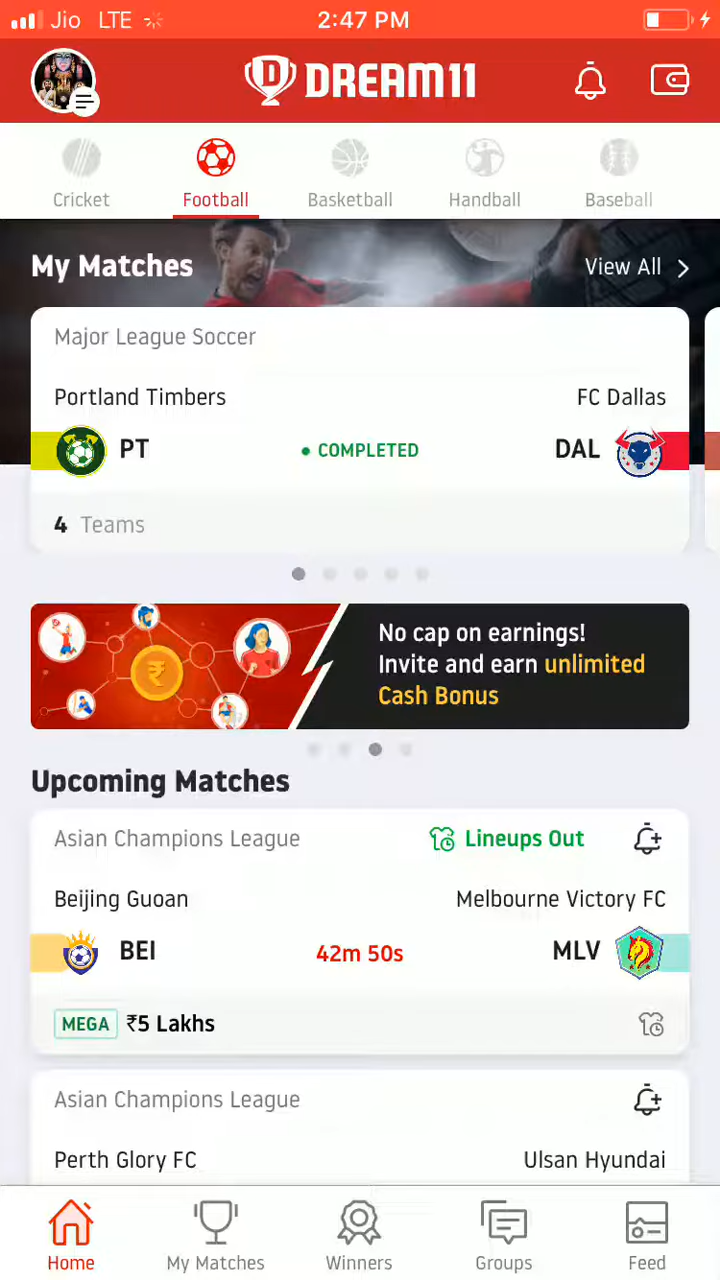 Jio LTE 2:47 PM
DREAM11
Cricket Football Basketball Handball Baseball
My Matches View All
Major League Soccer
Portland Timbers FC Dallas
PT COMPLETED DAL
4 Teams
No cap on earnings!
Invite and earn unlimited
Cash Bonus
Upcoming Matches
Asian Champions League Lineups Out
Beijing Guoan Melbourne Victory FC
BEI 42m 50s MLV
MEGA ₹5 Lakhs
Asian Champions League
Perth Glory FC Ulsan Hyundai
Home My Matches Winners Groups Feed